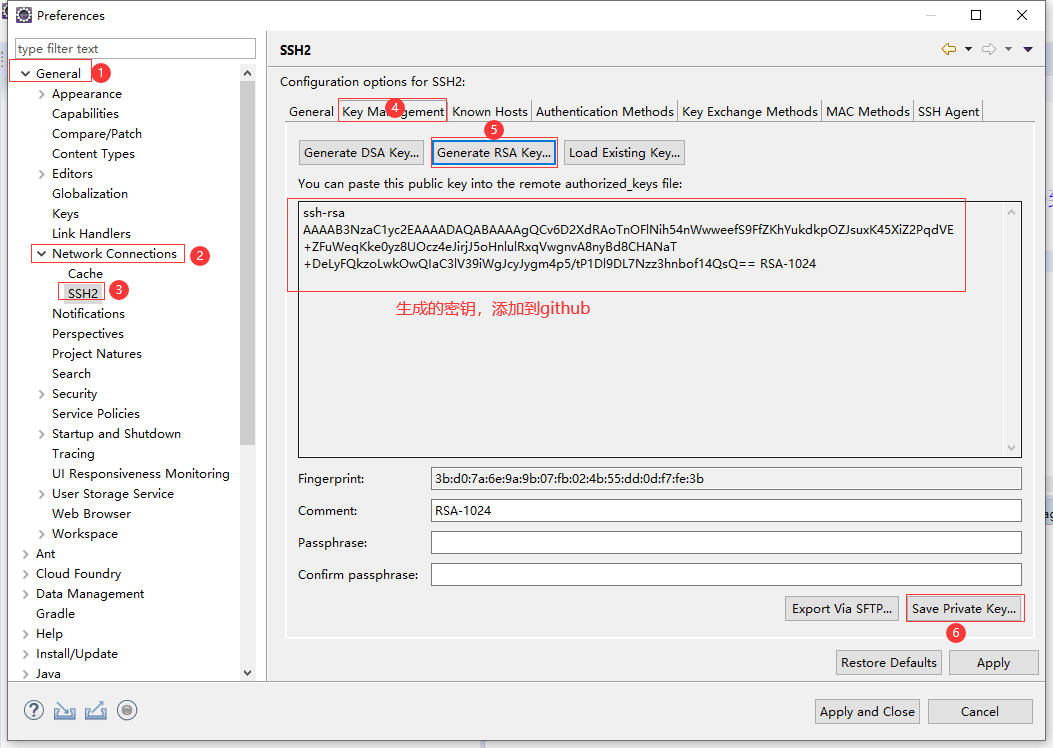 Preferences
type filter text
General
1
Appearance
Capabilities
Compare/Patch
Content Types
Editors
Globalization
Keys
Link Handlers
Network Connections
2
Cache
SSH2
3
Notifications
Perspectives
Project Natures
Search
Security
Service Policies
Startup and Shutdown
Tracing
UI Responsiveness Monitoring
User Storage Service
Web Browser
Workspace
Ant
Cloud Foundry
Data Management
Gradle
Help
Install/Update
Java
SSH2
Configuration options for SSH2:
General Key Management Known Hosts Authentication Methods Key Exchange Methods MAC Methods SSH Agent
4
5
Generate DSA Key... Generate RSA Key... Load Existing Key...
You can paste this public key into the remote authorized_keys file:
ssh-rsa
AAAAB3NzaC1yc2EAAAADAQABAAAAgQCv6D2XdRAoTnOFlNih54nWwweefS9FfZKhYukdkpOZJsuxK45XiZ2PqdVE
+ZFuWeqKke0yz8UOcz4eJirjJ5oHnlulRxqVwgnvA8nyBd8CHANaT
+DeLyFQkzoLwkOwQIaC3lV39iWgJcyJygm4p5/tP1Dl9DL7Nzz3hnbof14QsQ== RSA-1024
生成的密钥，添加到github
Fingerprint: 3b:d0:7a:6e:9a:9b:07:fb:02:4b:55:dd:0d:f7:fe:3b
Comment: RSA-1024
Passphrase:
Confirm passphrase:
Export Via SFTP... Save Private Key...
6
Restore Defaults Apply
Apply and Close Cancel